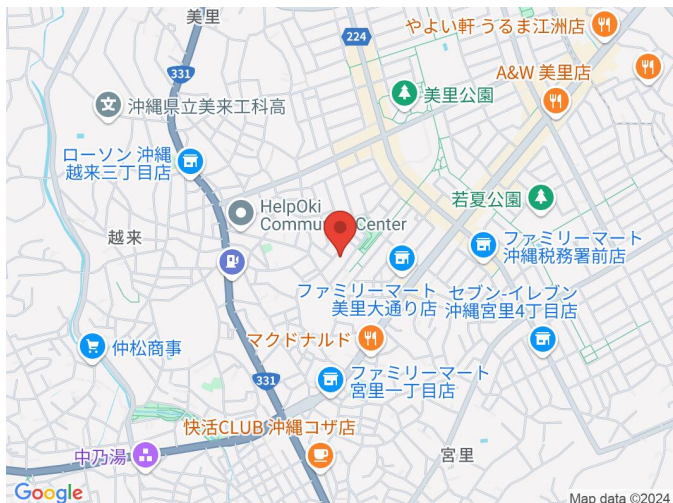 美里
やよい軒 うるま江洲店
224
331
A&W 美里店
美里公園
沖縄県立美来工科高
ローソン 沖縄
越来三丁目店
若夏公園
HelpOki
Community Center
越来
ファミリーマート
沖縄税務署前店
ファミリーマート
美里大通り店
セブン-イレブン
沖縄宮里4丁目店
マクドナルド
仲松商事
ファミリーマート
宮里一丁目店
331
快活CLUB 沖縄コザ店
中乃湯
宮里
Google
Map data ©2024